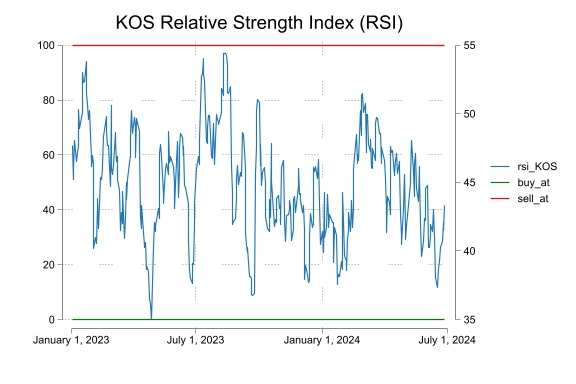 KOS Relative Strength Index (RSI)
100
80
60
40
20
0
55
50
45
40
35
rsi_KOS
buy_at
sell_at
January 1, 2023
July 1, 2023
January 1, 2024
July 1, 2024